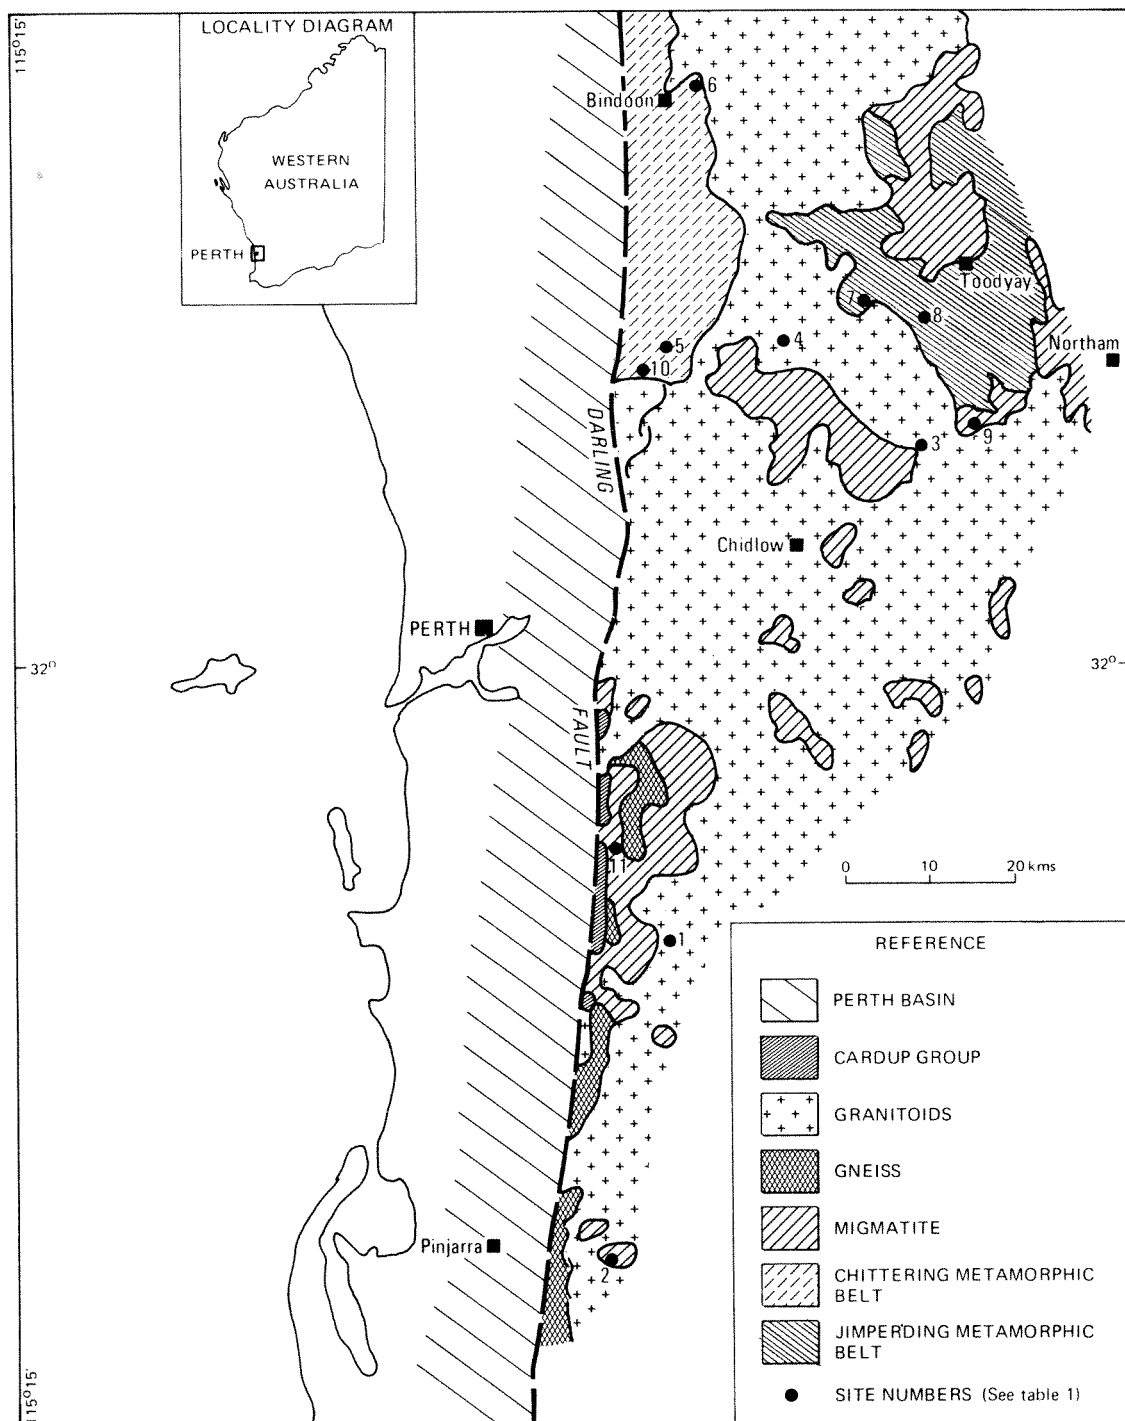 115°15'
LOCALITY DIAGRAM
WESTERN
AUSTRALIA
PERTH
6
Bindoon
Toodyay
7
8
Northam
5
4
10
9
3
DARLING
Chidlow
PERTH
32°
32°
FAULT
11
0 10 20 kms
1
REFERENCE
PERTH BASIN
CARDUP GROUP
GRANITOIDS
GNEISS
MIGMATITE
CHITTERING METAMORPHIC
BELT
JIMPERDING METAMORPHIC
BELT
SITE NUMBERS (See table 1)
Pinjarra
2
115°15'